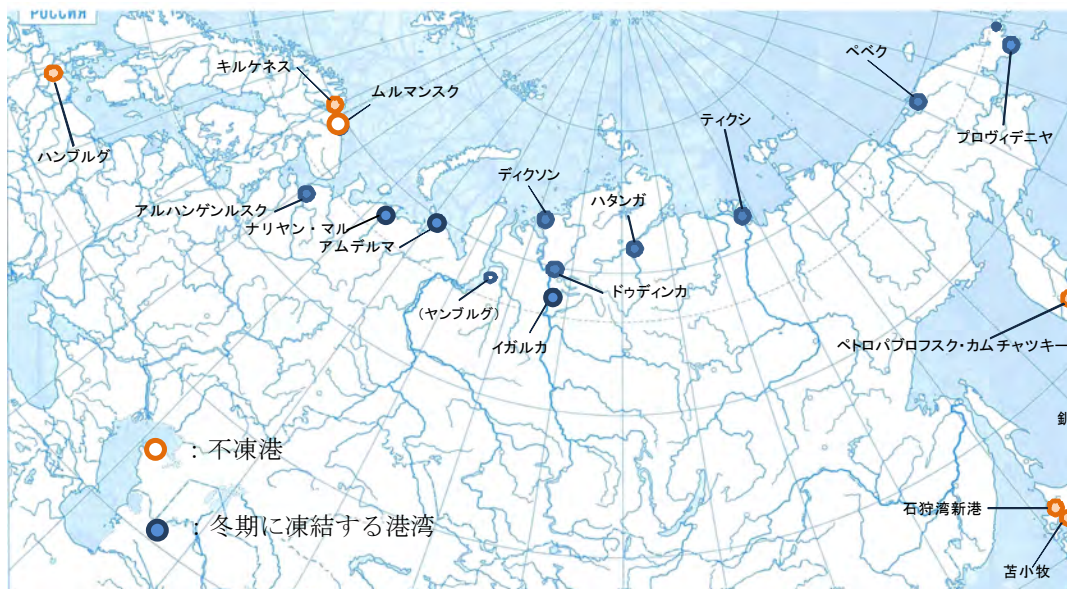 РОССИЯ
キルケネス
ムルマンスク
ペベク
ハンブルグ
ティクシ
プロヴィデニヤ
ディクソン
ハタンガ
アルハンゲンルスク
ナリヤン・マル
アムデルマ
(ヤンブルグ)
ドゥディンカ
イガルカ
ペトロパブロフスク・カムチャツキー
釧
: 不凍港
石狩湾新港
: 冬期に凍結する港湾
苫小牧